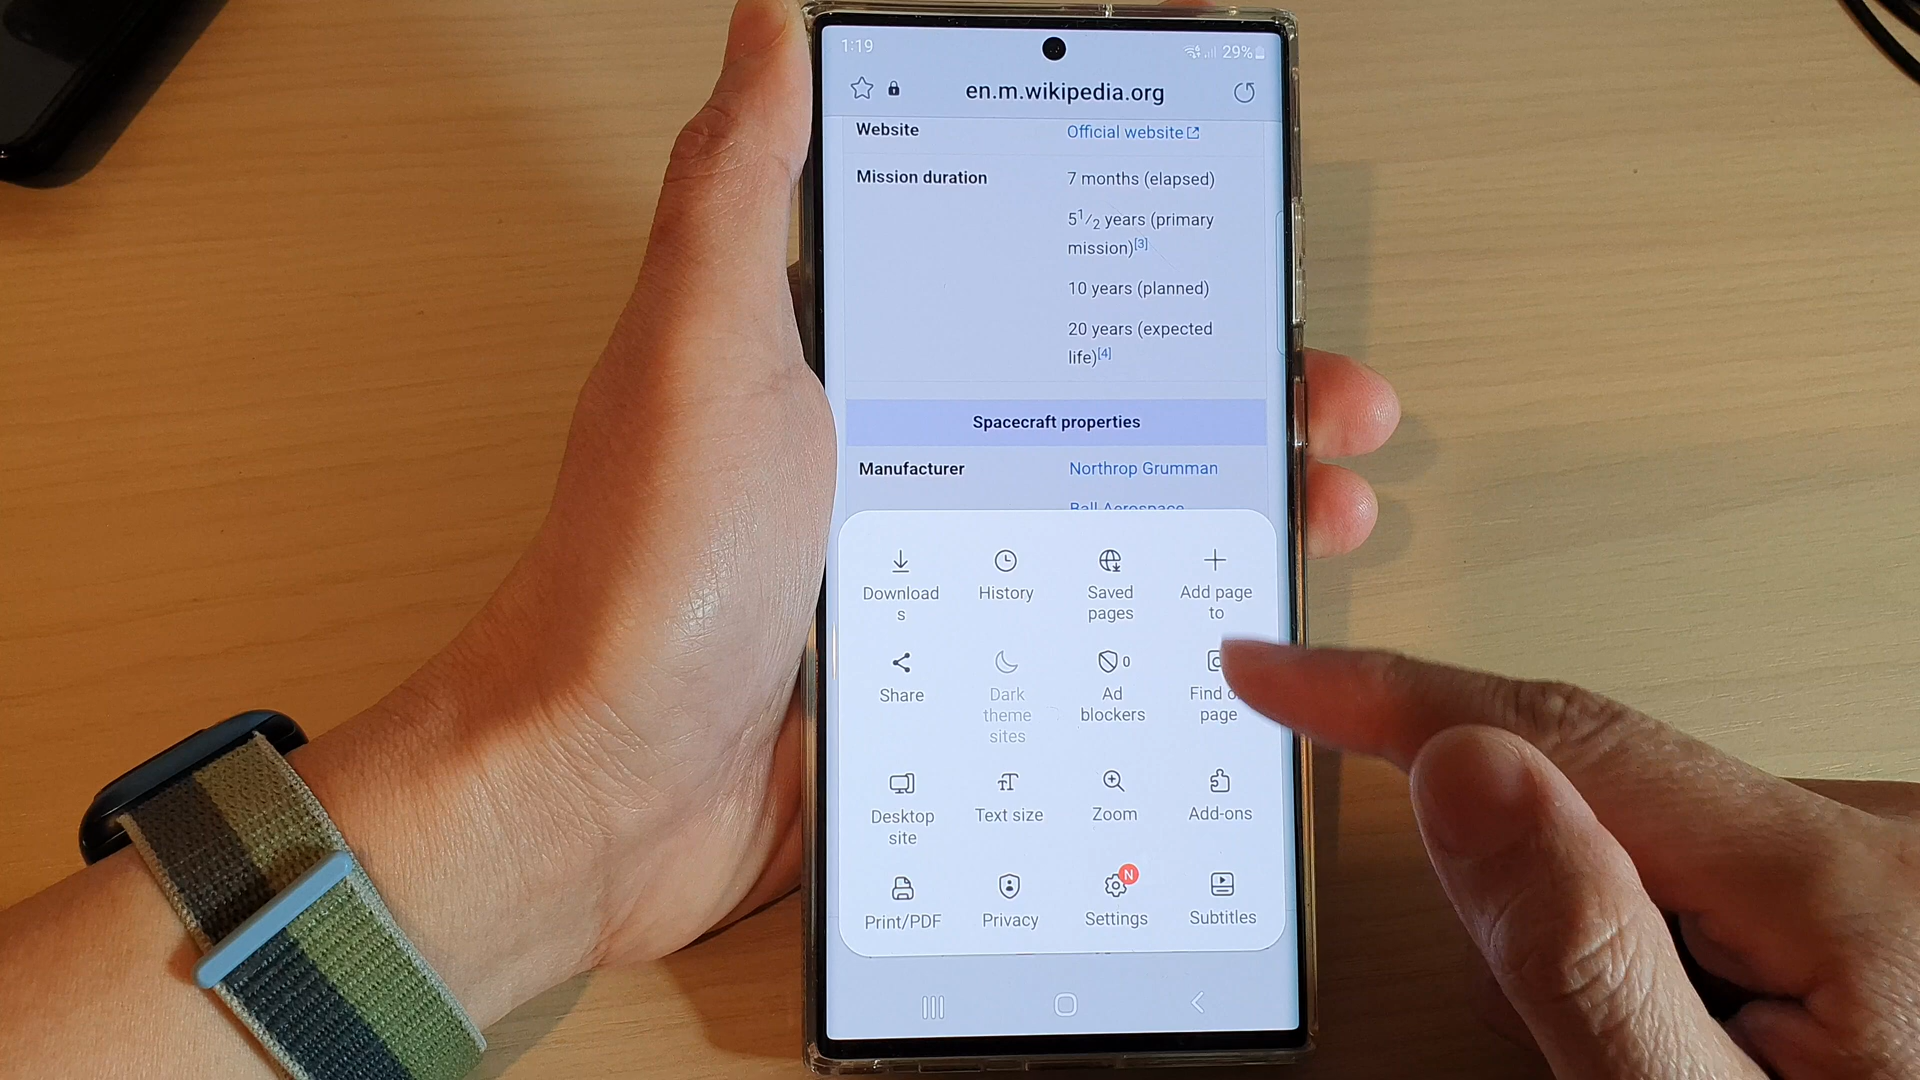 1:19
29%
en.m.wikipedia.org
Website
Official website
Mission duration
7 months (elapsed)
5 1/2 years (primary
mission)[3]
10 years (planned)
20 years (expected
life)[4]
Spacecraft properties
Manufacturer
Northrop Grumman
Ball Aerospace
Download
s
History
Saved
pages
Add page
to
Share
Dark
theme
sites
0
Ad
blockers
Find
page
Desktop
site
Text size
Zoom
Add-ons
Print/PDF
Privacy
N
Settings
Subtitles